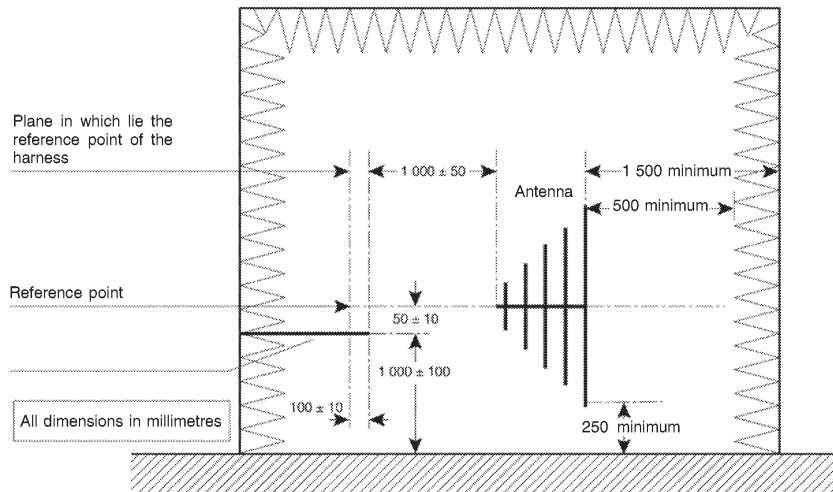 Plane in which lie the
reference point of the
harness
1 000 ± 50
1 500 minimum
Antenna
500 minimum
Reference point
50 ± 10
1 000 ± 100
100 ± 10
All dimensions in millimetres
250 minimum